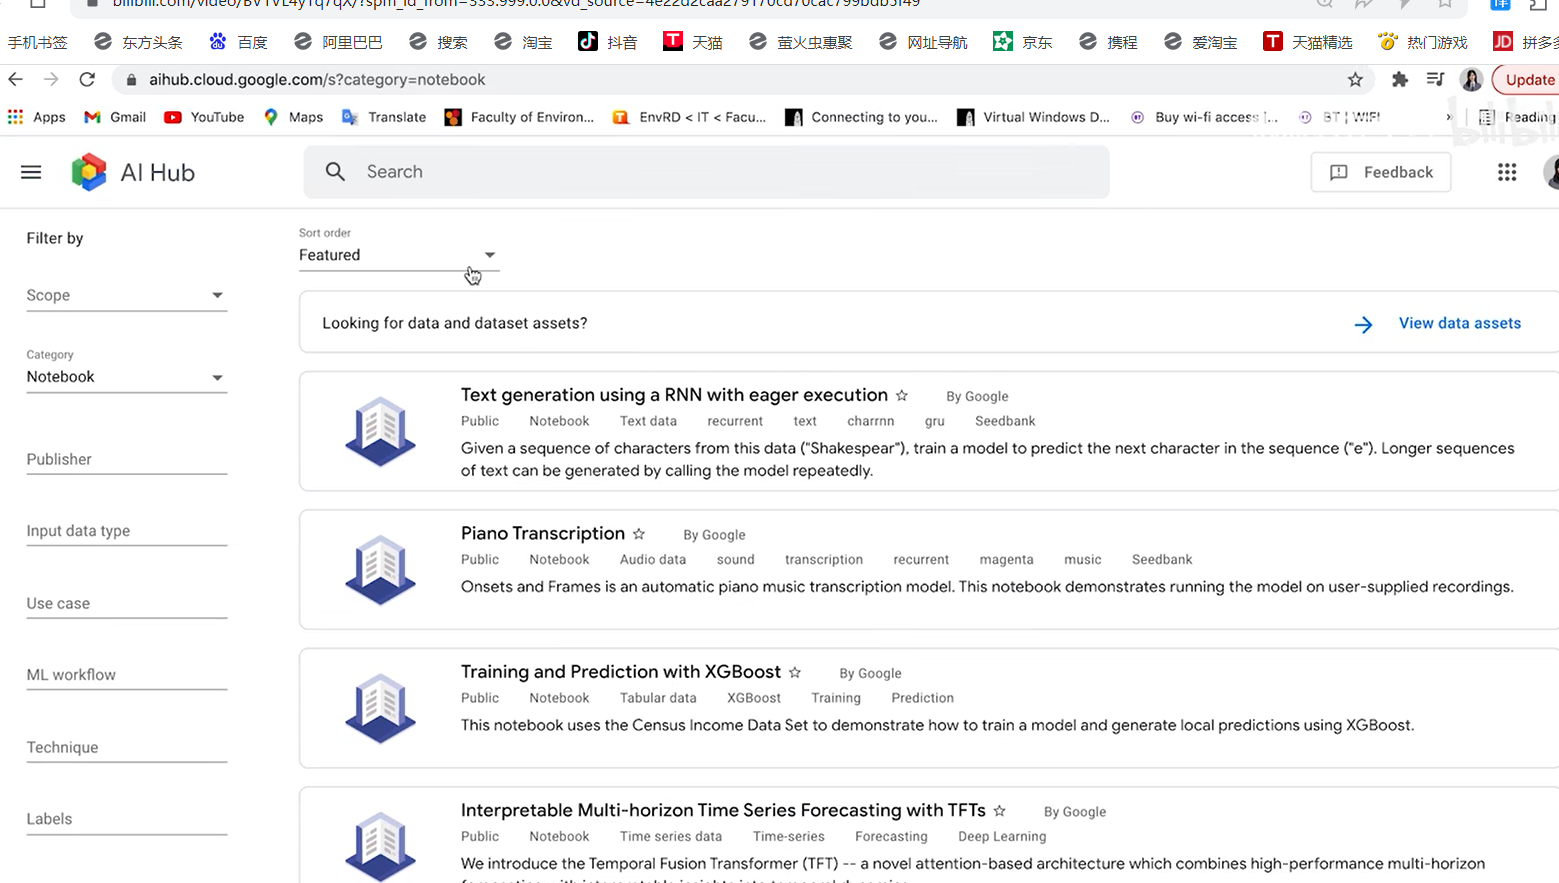 手机书签 东方头条 百度 阿里巴巴 搜索 淘宝 抖音 天猫 萤火虫惠聚 网址导航 京东 携程 爱淘宝 天猫精选 热门游戏 拼多
aihub.cloud.google.com/s?category=notebook Update
Apps Gmail YouTube Maps Translate Faculty of Environ... EnvRD < IT < Facu... Connecting to you... Virtual Windows D... Buy wi-fi access |... BT | WIFI » Reading
bilibili
AI Hub Search Feedback
Filter by
Sort order
Featured
Scope
Category
Notebook
Publisher
Input data type
Use case
ML workflow
Technique
Labels
Looking for data and dataset assets? View data assets
Text generation using a RNN with eager execution By Google
Public Notebook Text data recurrent text charrnn gru Seedbank
Given a sequence of characters from this data ("Shakespear"), train a model to predict the next character in the sequence ("e"). Longer sequences
of text can be generated by calling the model repeatedly.
Piano Transcription By Google
Public Notebook Audio data sound transcription recurrent magenta music Seedbank
Onsets and Frames is an automatic piano music transcription model. This notebook demonstrates running the model on user-supplied recordings.
Training and Prediction with XGBoost By Google
Public Notebook Tabular data XGBoost Training Prediction
This notebook uses the Census Income Data Set to demonstrate how to train a model and generate local predictions using XGBoost.
Interpretable Multi-horizon Time Series Forecasting with TFTs By Google
Public Notebook Time series data Time-series Forecasting Deep Learning
We introduce the Temporal Fusion Transformer (TFT) -- a novel attention-based architecture which combines high-performance multi-horizon